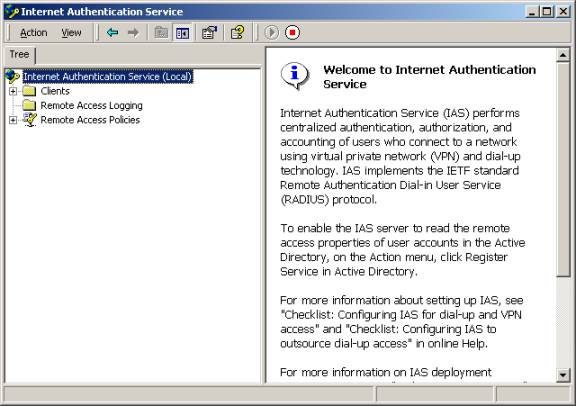 Internet Authentication Service
Action View
Tree
Internet Authentication Service (Local)
Clients
Remote Access Logging
Remote Access Policies
Welcome to Internet Authentication
Service
Internet Authentication Service (IAS) performs
centralized authentication, authorization, and
accounting of users who connect to a network
using virtual private network (VPN) and dial-up
technology. IAS implements the IETF standard
Remote Authentication Dial-in User Service
(RADIUS) protocol.
To enable the IAS server to read the remote
access properties of user accounts in the Active
Directory, on the Action menu, click Register
Service in Active Directory.
For more information about setting up IAS, see
"Checklist: Configuring IAS for dial-up and VPN
access" and "Checklist: Configuring IAS to
outsource dial-up access" in online Help.
For more information on IAS deployment